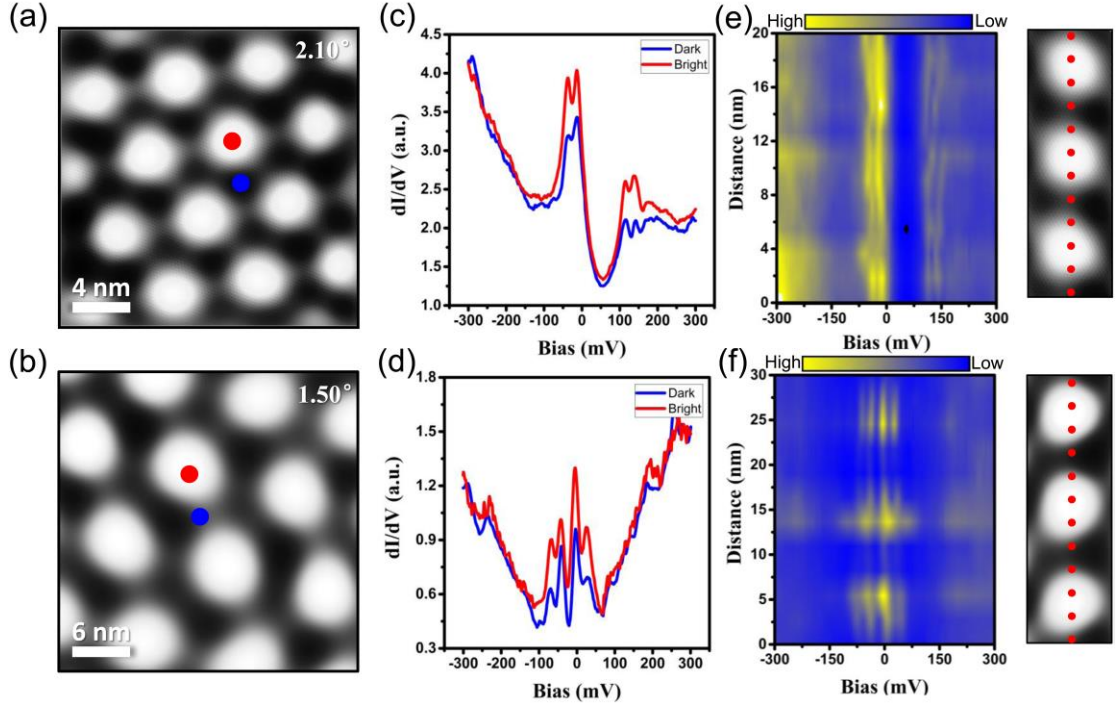 (a)
2.10°
4 nm
(b)
1.50°
6 nm
(c)
4.5
4.0
3.5
3.0
2.5
2.0
1.5
1.0
dI/dV (a.u.)
Dark
Bright
-300 -200 -100 0 100 200 300
Bias (mV)
(d)
1.8
1.5
1.2
0.9
0.6
0.3
dI/dV (a.u.)
Dark
Bright
-300 -200 -100 0 100 200 300
Bias (mV)
(e)
High Low
20
16
12
8
4
0
Distance (nm)
-300 -150 0 150 300
Bias (mV)
(f)
High Low
30
25
20
15
10
5
0
Distance (nm)
-300 -150 0 150 300
Bias (mV)